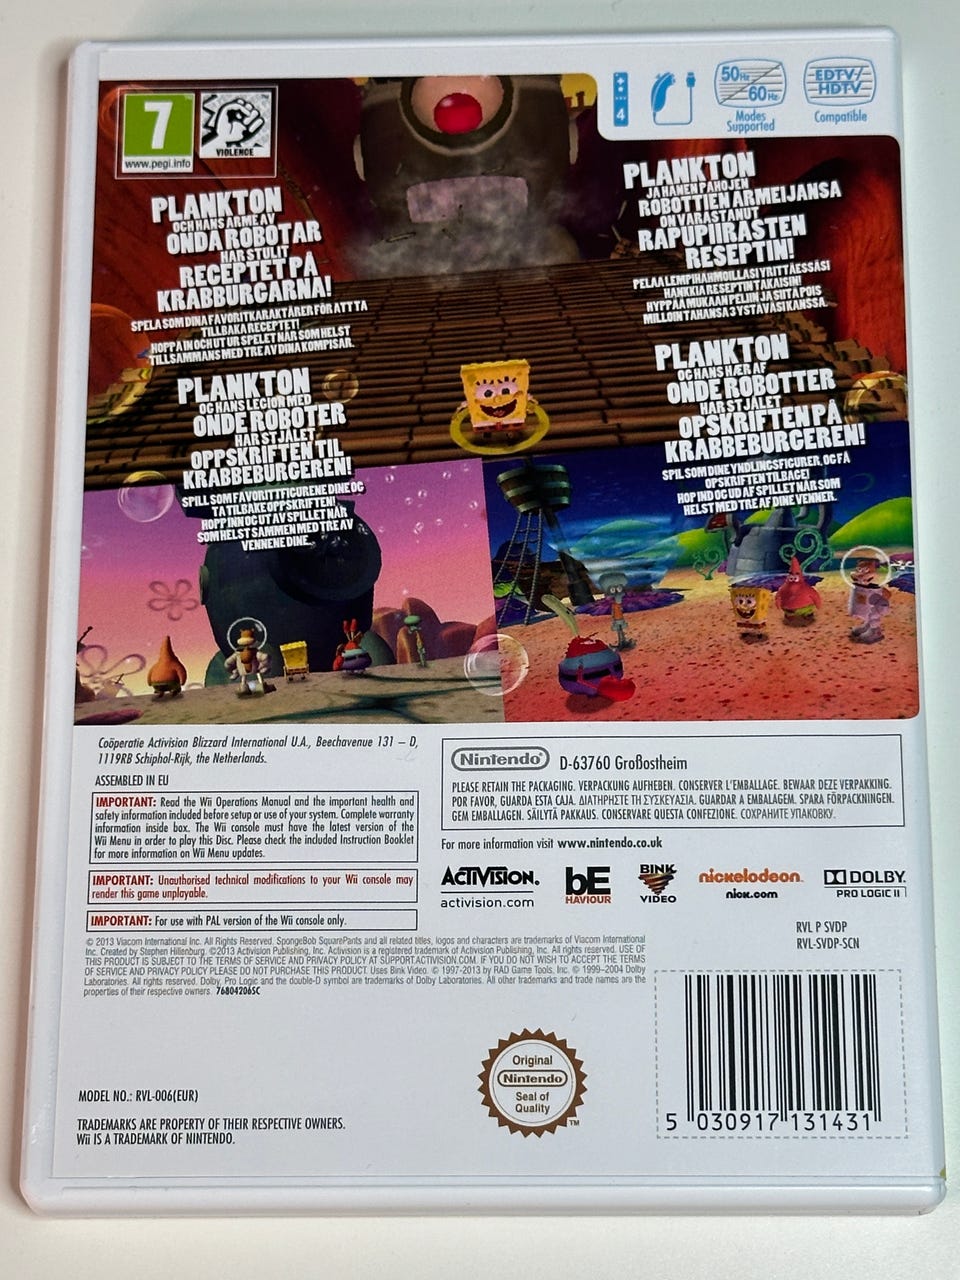 7
www.pegi.info
VIOLENCE
4
50Hz
60Hz
Modes
Supported
EDTV/
HDTV
Compatible
PLANKTON
OCH HANS ARMÉ AV
ONDA ROBOTAR
HAR STULIT
RECEPTET PÅ
KRABBURGARNA!
SPELA SOM DINA FAVORITKARAKTÄRER FÖR ATT TA
TILLBAKA RECEPTET!
HOPPA IN OCH UT UR SPELET NÄR SOM HELST
TILLSAMMANS MED TRE AV DINA KOMPISAR.
PLANKTON
JA HÄNEN PAHOJEN
ROBOTTIEN ARMEIJANSA
ON VARASTANUT
RAPUPIIRASTEN
RESEPTIN!
PELAA LEMPIHAHMOILLASI YRITTÄESSÄSI
HANKKIA RESEPTIN TAKAISIN!
HYPPÄÄ MUKAAN PELIIN JA SIITÄ POIS
MILLOIN TAHANSA 3 YSTÄVÄSI KANSSA.
PLANKTON
OG HANS LEGION MED
ONDE ROBOTER
HAR STJÅLET
OPPSKRIFTEN TIL
KRABBEBURGEREN!
SPILL SOM FAVORITTFIGURENE DINE OG
TA TILBAKE OPPSKRIFTEN!
HOPP INN OG UT AV SPILLET NÅR
SOM HELST SAMMEN MED TRE AV
VENNENE DINE.
PLANKTON
OG HANS HÆR AF
ONDE ROBOTTER
HAR STJÅLET
OPSKRIFTEN PÅ
KRABBEBURGEREN!
SPIL SOM DINE YNDLINGSFIGURER, OG FÅ
OPSKRIFTEN TILBAGE!
HOP IND OG UD AF SPILLET NÅR SOM
HELST MED TRE AF DINE VENNER.
Coöperatie Activision Blizzard International U.A., Beechavenue 131 – D,
1119RB Schiphol-Rijk, the Netherlands.
ASSEMBLED IN EU
IMPORTANT: Read the Wii Operations Manual and the important health and
safety information included before setup or use of your system. Complete warranty
information inside box. The Wii console must have the latest version of the
Wii Menu in order to play this Disc. Please check the included Instruction Booklet
for more information on Wii Menu updates.
IMPORTANT: Unauthorised technical modifications to your Wii console may
render this game unplayable.
IMPORTANT: For use with PAL version of the Wii console only.
Nintendo® D-63760 Großostheim
PLEASE RETAIN THE PACKAGING. VERPACKUNG AUFHEBEN. CONSERVER L'EMBALLAGE. BEWAAR DEZE VERPAKKING.
POR FAVOR, GUARDA ESTA CAJA. ΔΙΑΤΗΡΗΣΤΕ ΤΗ ΣΥΣΚΕΥΑΣΙΑ. GUARDAR A EMBALAGEM. SPARA FÖRPACKNINGEN.
GEM EMBALLAGEN. SÄILYTÄ PAKKAUS. CONSERVARE QUESTA CONFEZIONE. СОХРАНИТЕ УПАКОВКУ.
For more information visit www.nintendo.co.uk
ACTIVISION.
activision.com
bE
HAVIOUR
BINK
VIDEO
nickelodeon
nick.com
DOLBY.
PRO LOGIC II
RVL P SVDP
RVL-SVDP-SCN
© 2013 Viacom International Inc. All Rights Reserved. SpongeBob SquarePants and all related titles, logos and characters are trademarks of Viacom International
Inc. Created by Stephen Hillenburg. ©2013 Activision Publishing, Inc. Activision is a registered trademark of Activision Publishing, Inc. All rights reserved. USE OF
THIS PRODUCT IS SUBJECT TO THE TERMS OF SERVICE AND PRIVACY POLICY AT SUPPORT.ACTIVISION.COM. IF YOU DO NOT WISH TO ACCEPT THE TERMS
OF SERVICE AND PRIVACY POLICY PLEASE DO NOT PURCHASE THIS PRODUCT. Uses Bink Video. © 1997-2013 by RAD Game Tools, Inc. © 1999–2004 Dolby
Laboratories. All rights reserved. Dolby, Pro Logic and the double-D symbol are trademarks of Dolby Laboratories. All other trademarks and trade names are the
properties of their respective owners. 76804206SC
Original
Nintendo
Seal of
Quality
TM
MODEL NO.: RVL-006(EUR)
TRADEMARKS ARE PROPERTY OF THEIR RESPECTIVE OWNERS.
Wii IS A TRADEMARK OF NINTENDO.
5 030917 131431